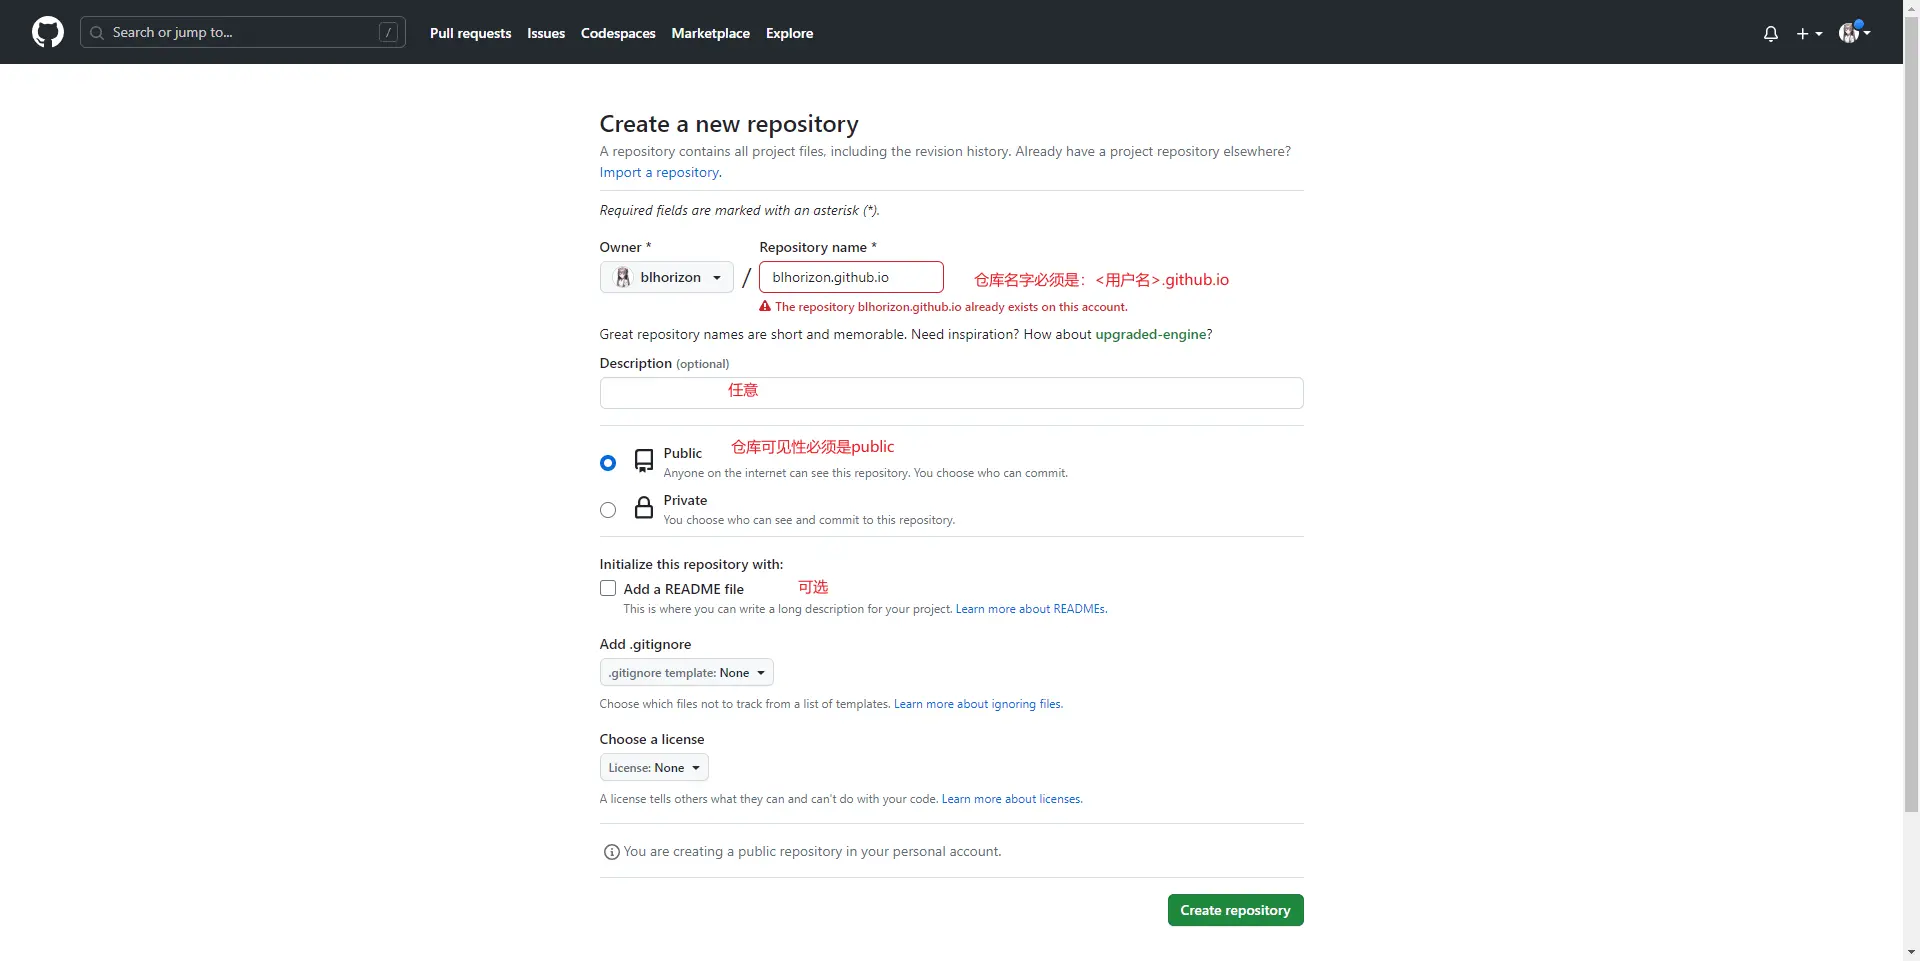 Search or jump to... /
Pull requests Issues Codespaces Marketplace Explore
Create a new repository
A repository contains all project files, including the revision history. Already have a project repository elsewhere?
Import a repository.
Required fields are marked with an asterisk (*).
Owner * Repository name *
blhorizon / blhorizon.github.io 仓库名字必须是：<用户名>.github.io
The repository blhorizon.github.io already exists on this account.
Great repository names are short and memorable. Need inspiration? How about upgraded-engine?
Description (optional)
任意
Public 仓库可见性必须是public
Anyone on the internet can see this repository. You choose who can commit.
Private
You choose who can see and commit to this repository.
Initialize this repository with:
Add a README file 可选
This is where you can write a long description for your project. Learn more about READMEs.
Add .gitignore
.gitignore template: None
Choose which files not to track from a list of templates. Learn more about ignoring files.
Choose a license
License: None
A license tells others what they can and can't do with your code. Learn more about licenses.
You are creating a public repository in your personal account.
Create repository